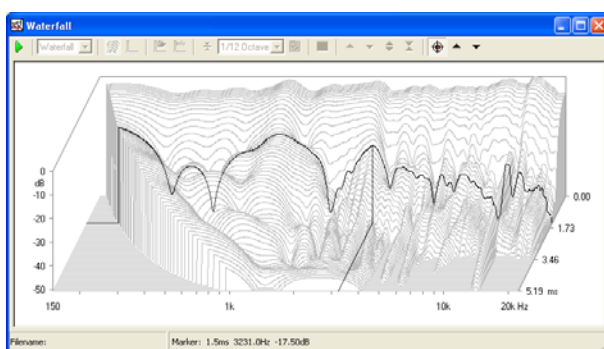 Waterfall
Waterfall 1/12 Octave
0
dB
-10
-20
-30
-40
-50
0.00
1.73
3.46
5.19 ms
150 1k 10k 20k Hz
Filename: Marker: 1.5ms 3231.0Hz -17.50dB